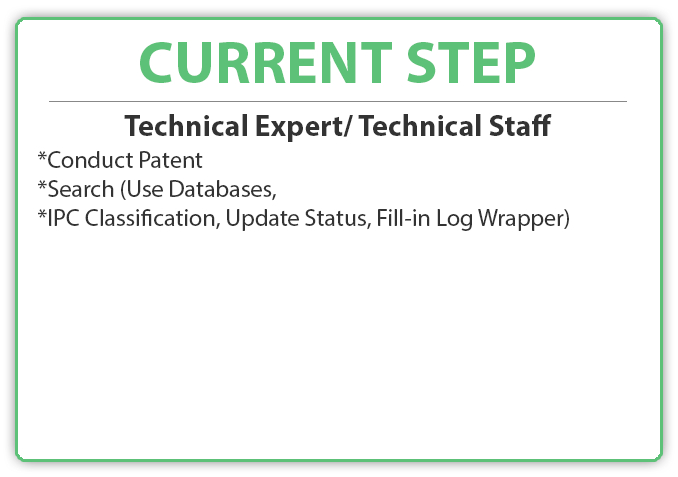 CURRENT STEP
Technical Expert/ Technical Staff
*Conduct Patent
*Search (Use Databases,
*IPC Classification, Update Status, Fill-in Log Wrapper)